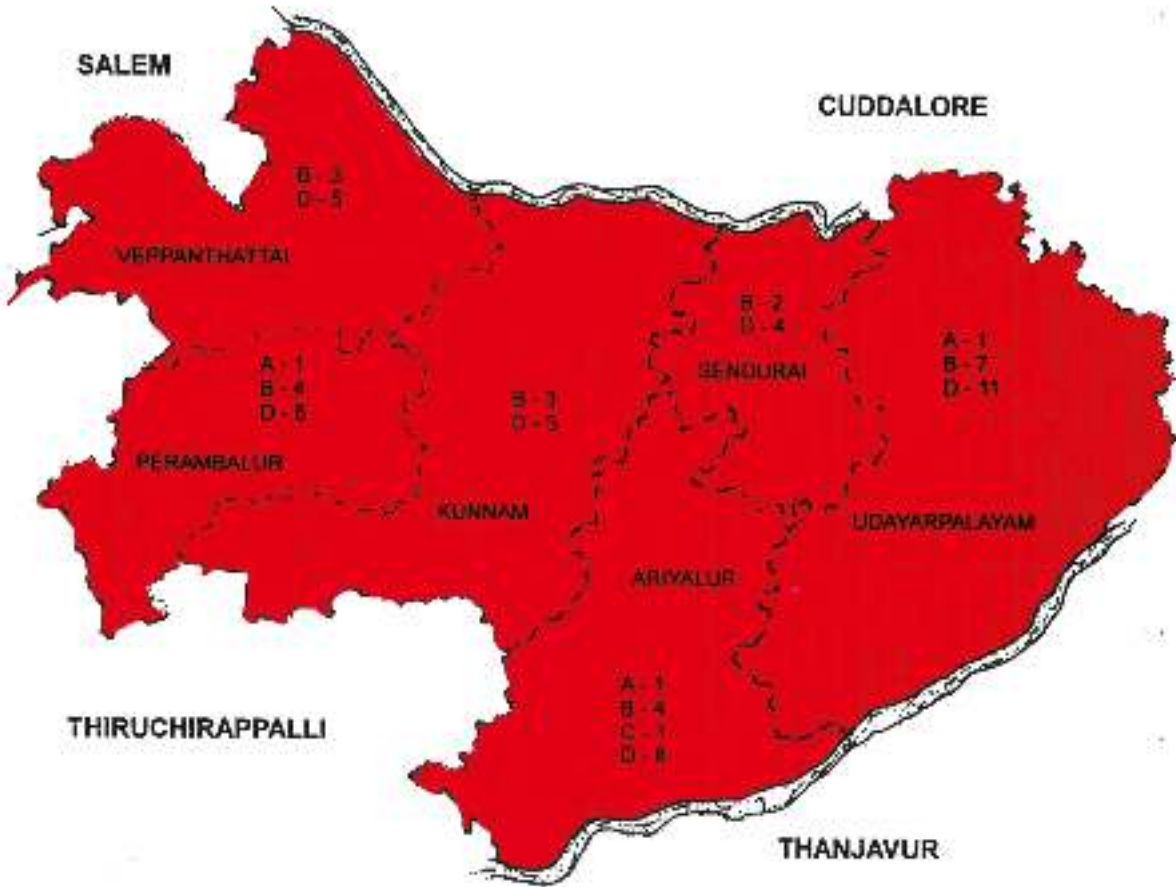 SALEM
CUDDALORE
B - 3
D - 5
VEPPANTHATTAI
B - 2
D - 4
SENDURAI
A - 1
B - 7
D - 11
A - 1
B - 4
PERAMBALUR
B - 3
D - 5
KUNNAM
UDAYARPALAYAM
ARIYALUR
A - 1
B - 4
C - 1
THIRUCHIRAPPALLI
THANJAVUR